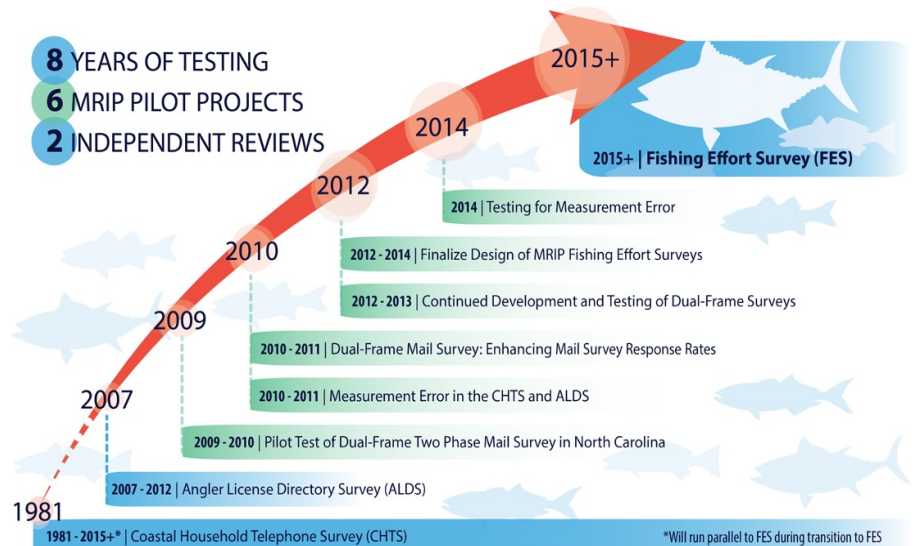 8 YEARS OF TESTING
6 MRIP PILOT PROJECTS
2 INDEPENDENT REVIEWS
2015+
2015+ | Fishing Effort Survey (FES)
2014
2014 | Testing for Measurement Error
2012
2012 - 2014 | Finalize Design of MRIP Fishing Effort Surveys
2012 - 2013 | Continued Development and Testing of Dual-Frame Surveys
2010
2010 - 2011 | Dual-Frame Mail Survey: Enhancing Mail Survey Response Rates
2010 - 2011 | Measurement Error in the CHTS and ALDS
2009
2009 - 2010 | Pilot Test of Dual-Frame Two Phase Mail Survey in North Carolina
2007
2007 - 2012 | Angler License Directory Survey (ALDS)
1981
1981 - 2015+* | Coastal Household Telephone Survey (CHTS)
*Will run parallel to FES during transition to FES